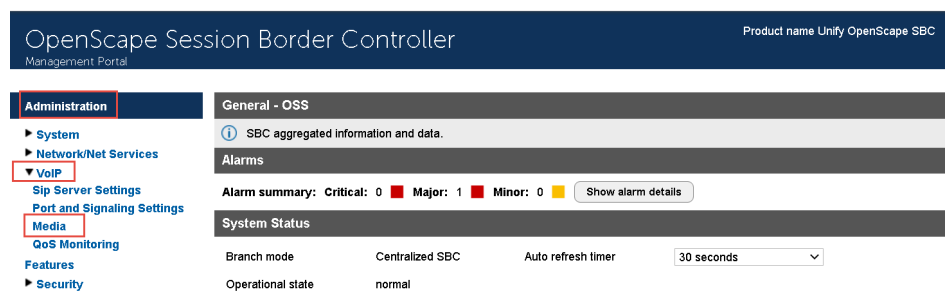 OpenScape Session Border Controller
Product name Unify OpenScape SBC
Management Portal
Administration
System
Network/Net Services
VoIP
Sip Server Settings
Port and Signaling Settings
Media
QoS Monitoring
Features
Security
General - OSS
SBC aggregated information and data.
Alarms
Alarm summary: Critical: 0 Major: 1 Minor: 0 Show alarm details
System Status
Branch mode Centralized SBC Auto refresh timer 30 seconds
Operational state normal